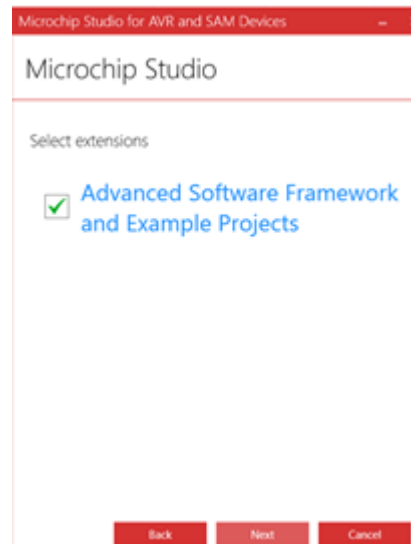 Microchip Studio for AVR and SAM Devices
Microchip Studio
Select extensions
Advanced Software Framework
and Example Projects
Back Next Cancel